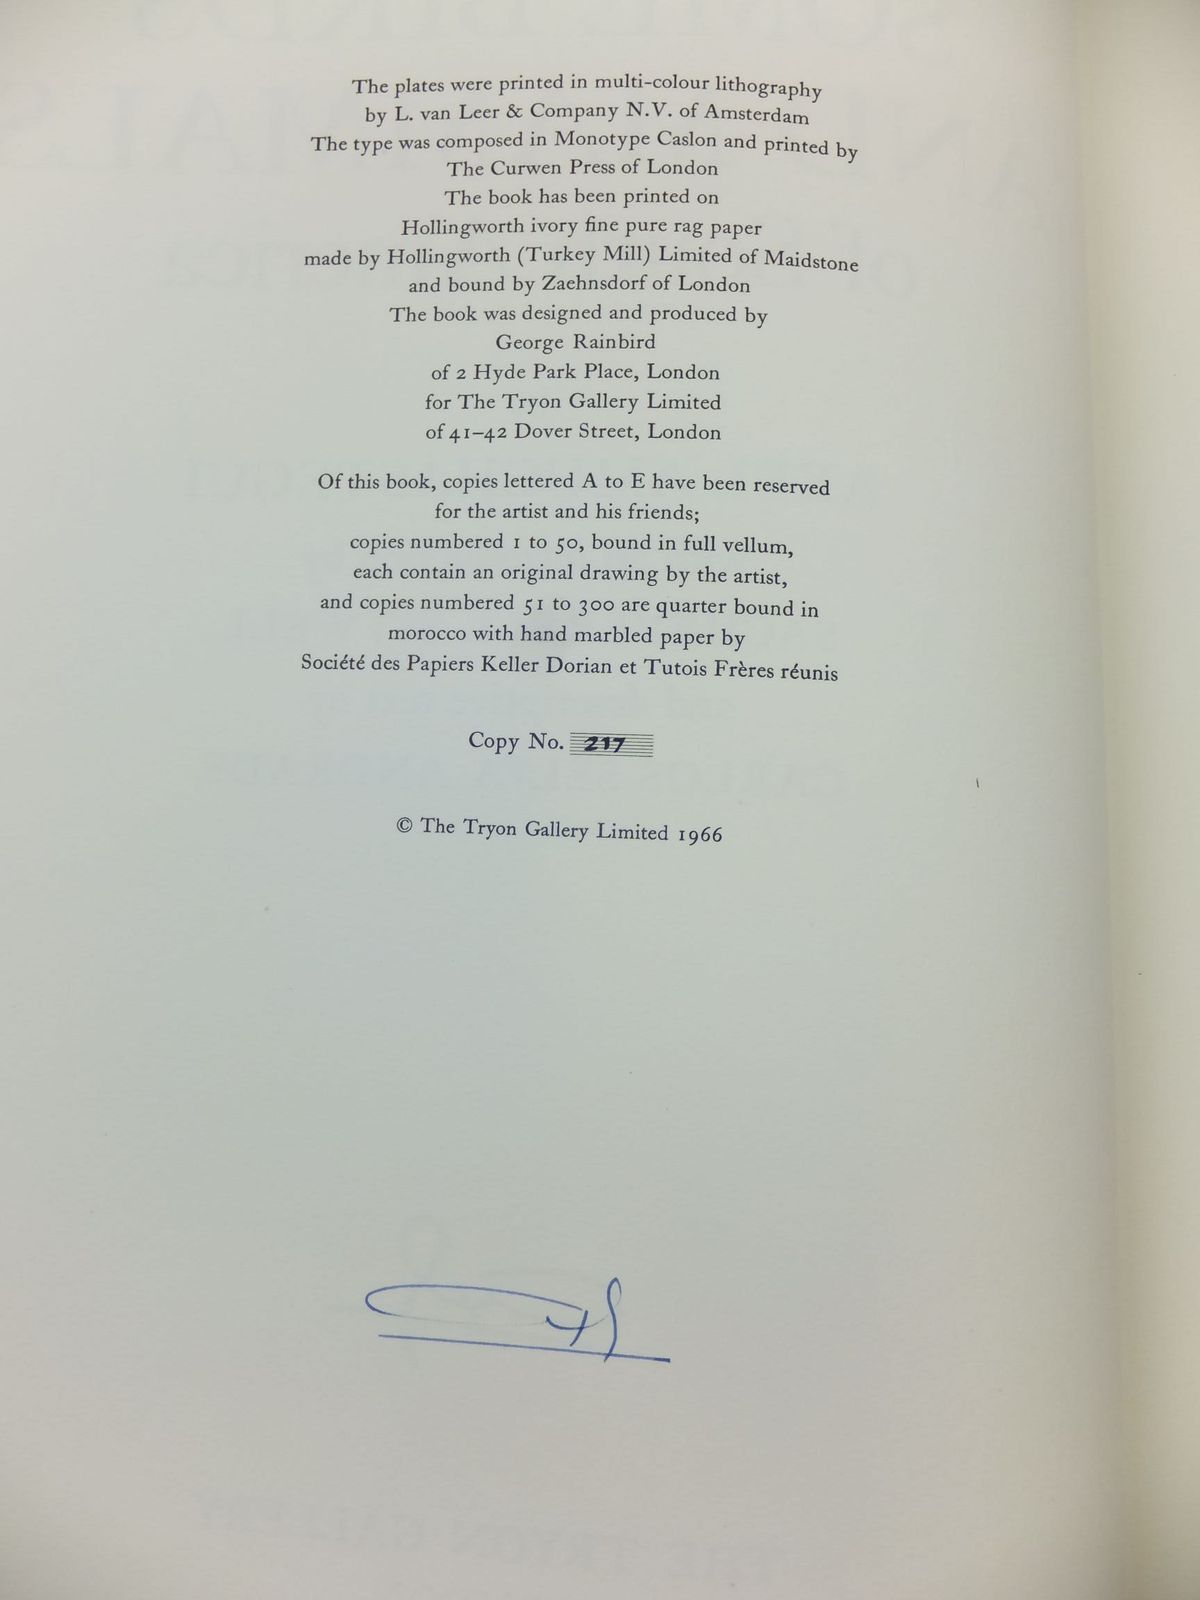 The plates were printed in multi-colour lithography
by L. van Leer & Company N.V. of Amsterdam
The type was composed in Monotype Caslon and printed by
The Curwen Press of London
The book has been printed on
Hollingworth ivory fine pure rag paper
made by Hollingworth (Turkey Mill) Limited of Maidstone
and bound by Zaehnsdorf of London
The book was designed and produced by
George Rainbird
of 2 Hyde Park Place, London
for The Tryon Gallery Limited
of 41–42 Dover Street, London
Of this book, copies lettered A to E have been reserved
for the artist and his friends;
copies numbered 1 to 50, bound in full vellum,
each contain an original drawing by the artist,
and copies numbered 51 to 300 are quarter bound in
morocco with hand marbled paper by
Société des Papiers Keller Dorian et Tutois Frères réunis
Copy No. 217
© The Tryon Gallery Limited 1966